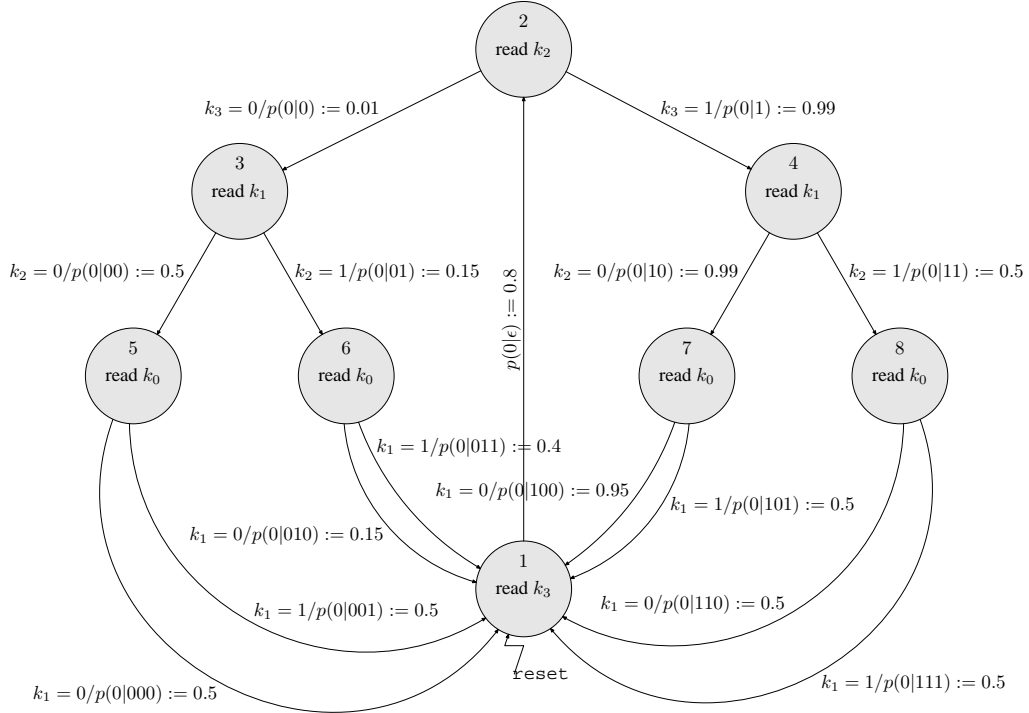 2
read k₂
k₃ = 0/p(0|0) := 0.01
k₃ = 1/p(0|1) := 0.99
3
read k₁
4
read k₁
k₂ = 0/p(0|00) := 0.5
k₂ = 1/p(0|01) := 0.15
k₂ = 0/p(0|10) := 0.99
k₂ = 1/p(0|11) := 0.5
p(0|ϵ) := 0.8
5
read k₀
6
read k₀
7
read k₀
8
read k₀
k₁ = 1/p(0|011) := 0.4
k₁ = 0/p(0|100) := 0.95
k₁ = 1/p(0|101) := 0.5
k₁ = 0/p(0|010) := 0.15
1
read k₃
k₁ = 1/p(0|001) := 0.5
k₁ = 0/p(0|110) := 0.5
reset
k₁ = 0/p(0|000) := 0.5
k₁ = 1/p(0|111) := 0.5